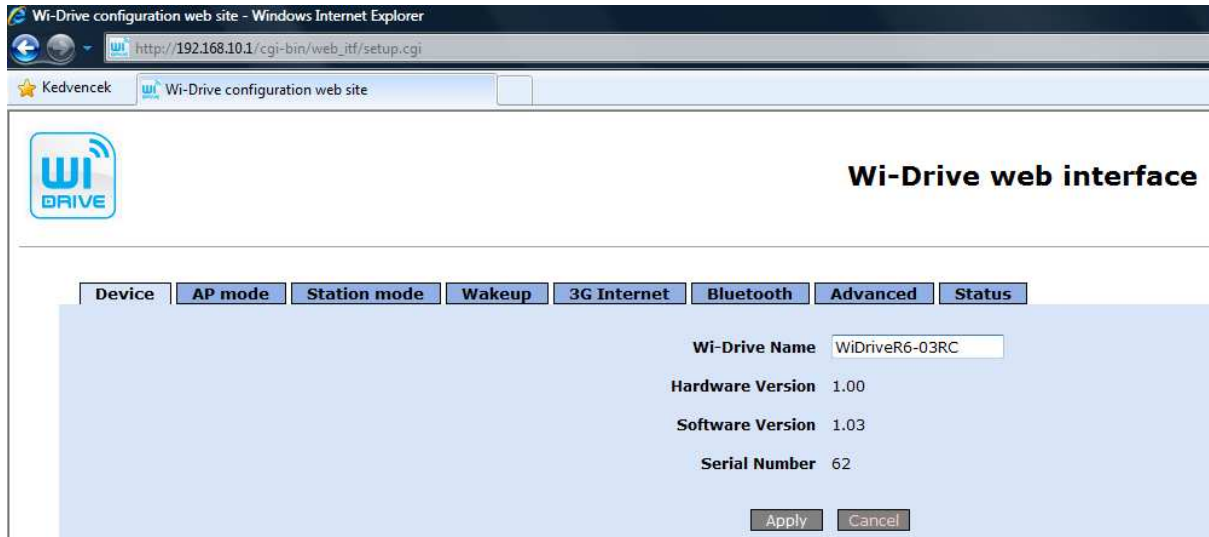 Wi-Drive configuration web site - Windows Internet Explorer
http://192.168.10.1/cgi-bin/web_itf/setup.cgi
Kedvencek
Wi-Drive configuration web site
WI
DRIVE
Wi-Drive web interface
Device AP mode Station mode Wakeup 3G Internet Bluetooth Advanced Status
Wi-Drive Name WiDriveR6-03RC
Hardware Version 1.00
Software Version 1.03
Serial Number 62
Apply Cancel